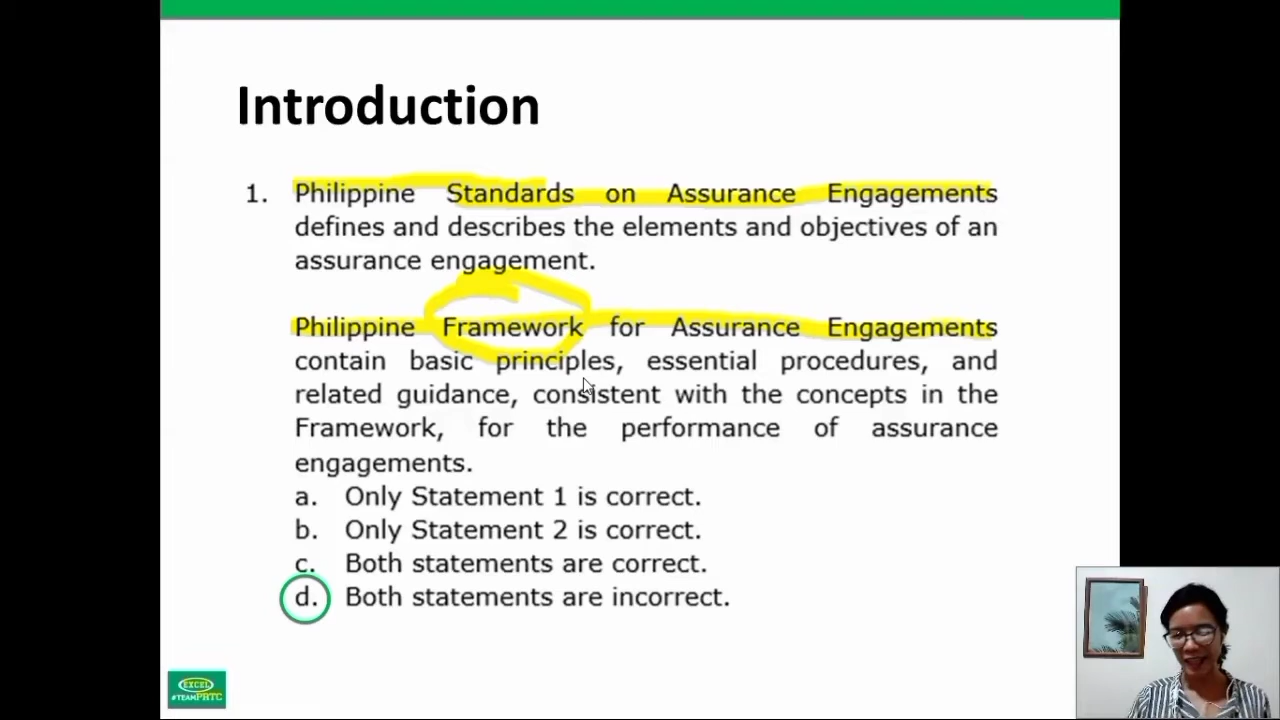 Introduction
1. Philippine Standards on Assurance Engagements
defines and describes the elements and objectives of an
assurance engagement.
Philippine Framework for Assurance Engagements
contain basic principles, essential procedures, and
related guidance, consistent with the concepts in the
Framework, for the performance of assurance
engagements.
a. Only Statement 1 is correct.
b. Only Statement 2 is correct.
c. Both statements are correct.
d. Both statements are incorrect.
EXCEL
#TEAMPRTC